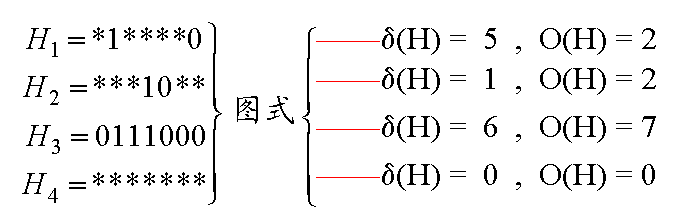 H₁ = *1****0 ——δ(H) = 5 , O(H) = 2
H₂ = ***10** ——δ(H) = 1 , O(H) = 2
图式
H₃ = 0111000 ——δ(H) = 6 , O(H) = 7
H₄ = ******* ——δ(H) = 0 , O(H) = 0